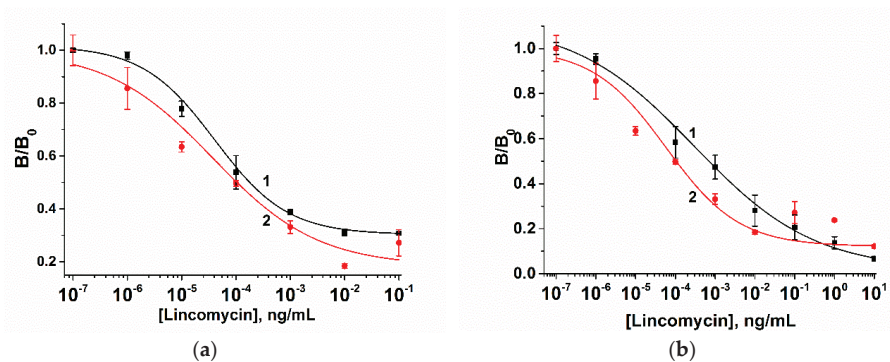 1.0
0.8
0.6
0.4
0.2
B/B₀
1
2
10⁻⁷ 10⁻⁶ 10⁻⁵ 10⁻⁴ 10⁻³ 10⁻² 10⁻¹
[Lincomycin], ng/mL
(a)
1.0
0.8
0.6
0.4
0.2
0.0
B/B₀
1
2
10⁻⁷ 10⁻⁶ 10⁻⁵ 10⁻⁴ 10⁻³ 10⁻² 10⁻¹ 10⁰ 10¹
[Lincomycin], ng/mL
(b)